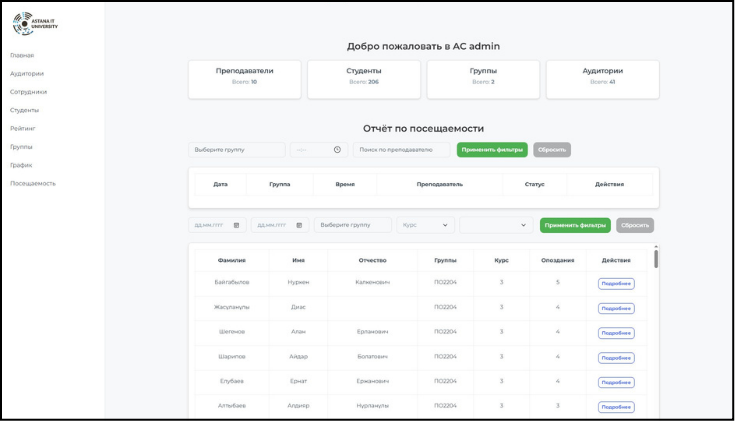 ASTANA IT
UNIVERSITY
Главная
Аудитории
Сотрудники
Студенты
Рейтинг
Группы
График
Посещаемость
Добро пожаловать в AC admin
Преподаватели Студенты Группы Аудитории
Всего: 10 Всего: 206 Всего: 2 Всего: 41
Отчёт по посещаемости
Выберите группу --:-- Поиск по преподавателю Применить фильтры Сбросить
Дата Группа Время Преподаватель Статус Действия
дд.мм.гггг дд.мм.гггг Выберите группу Курс Применить фильтры Сбросить
Фамилия Имя Отчество Группы Курс Опоздания Действия
Байгабылов Нуркен Калкенович ПО2204 3 5 Подробнее
Жасуланұлы Диас ПО2204 3 4 Подробнее
Шегенов Алан Ерланович ПО2204 3 4 Подробнее
Шарипов Айдар Болатович ПО2204 3 4 Подробнее
Елубаев Ернат Ержанович ПО2204 3 4 Подробнее
Алтыбаев Алдияр Нурланұлы ПО2204 3 3 Подробнее